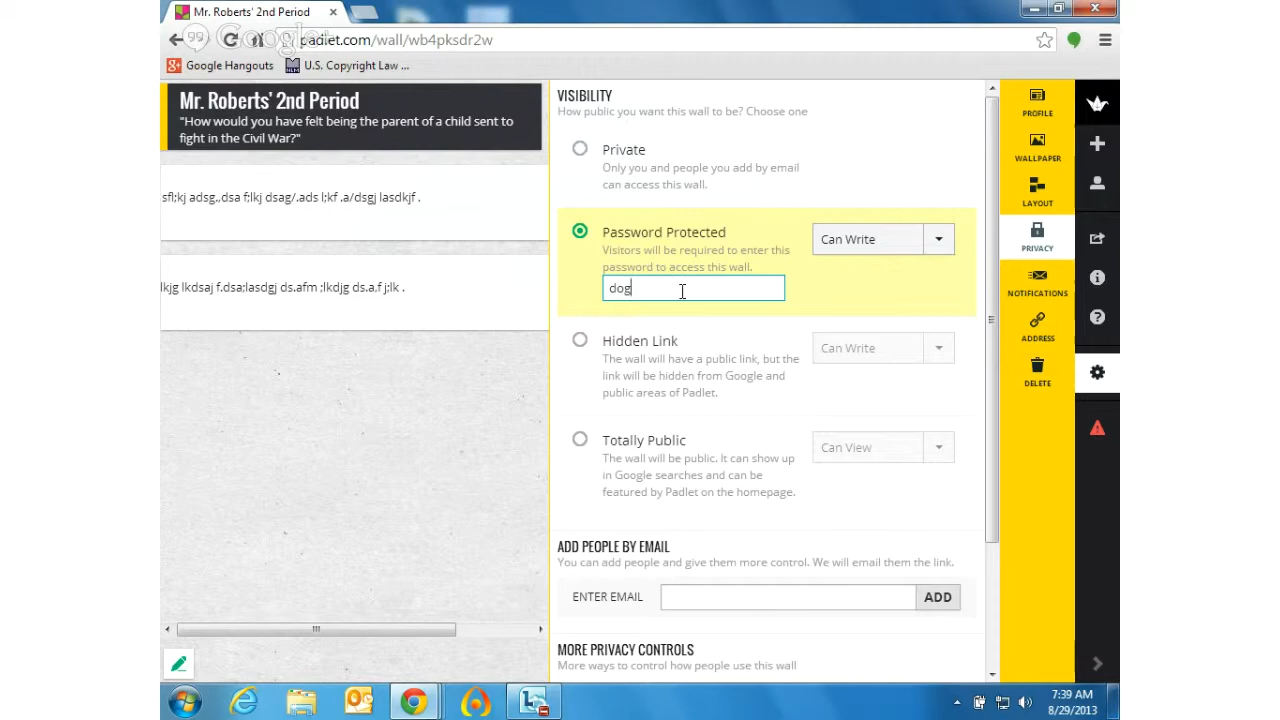 Mr. Roberts' 2nd Period
Google+
padlet.com/wall/wb4pksdr2w
Google Hangouts
U.S. Copyright Law ...
Mr. Roberts' 2nd Period
"How would you have felt being the parent of a child sent to
fight in the Civil War?"
sfl;kj adsg,,dsa f;lkj dsag/.ads l;kf .a/dsgj lasdkjf .
lkjg lkdsaj f.dsa;lasdgj ds.afm ;lkdjg ds.a,f j;lk .
VISIBILITY
How public you want this wall to be? Choose one
Private
Only you and people you add by email
can access this wall.
Password Protected
Visitors will be required to enter this
password to access this wall.
dog
Can Write
Hidden Link
The wall will have a public link, but the
link will be hidden from Google and
public areas of Padlet.
Can Write
Totally Public
The wall will be public. It can show up
in Google searches and can be
featured by Padlet on the homepage.
Can View
ADD PEOPLE BY EMAIL
You can add people and give them more control. We will email them the link.
ENTER EMAIL
ADD
MORE PRIVACY CONTROLS
More ways to control how people use this wall
PROFILE
WALLPAPER
LAYOUT
PRIVACY
NOTIFICATIONS
ADDRESS
DELETE
7:39 AM
8/29/2013